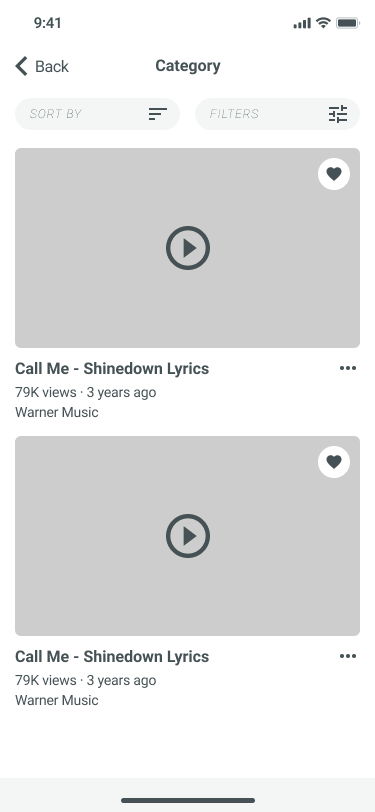 9:41
Back
Category
SORT BY
FILTERS
Call Me - Shinedown Lyrics
79K views · 3 years ago
Warner Music
Call Me - Shinedown Lyrics
79K views · 3 years ago
Warner Music